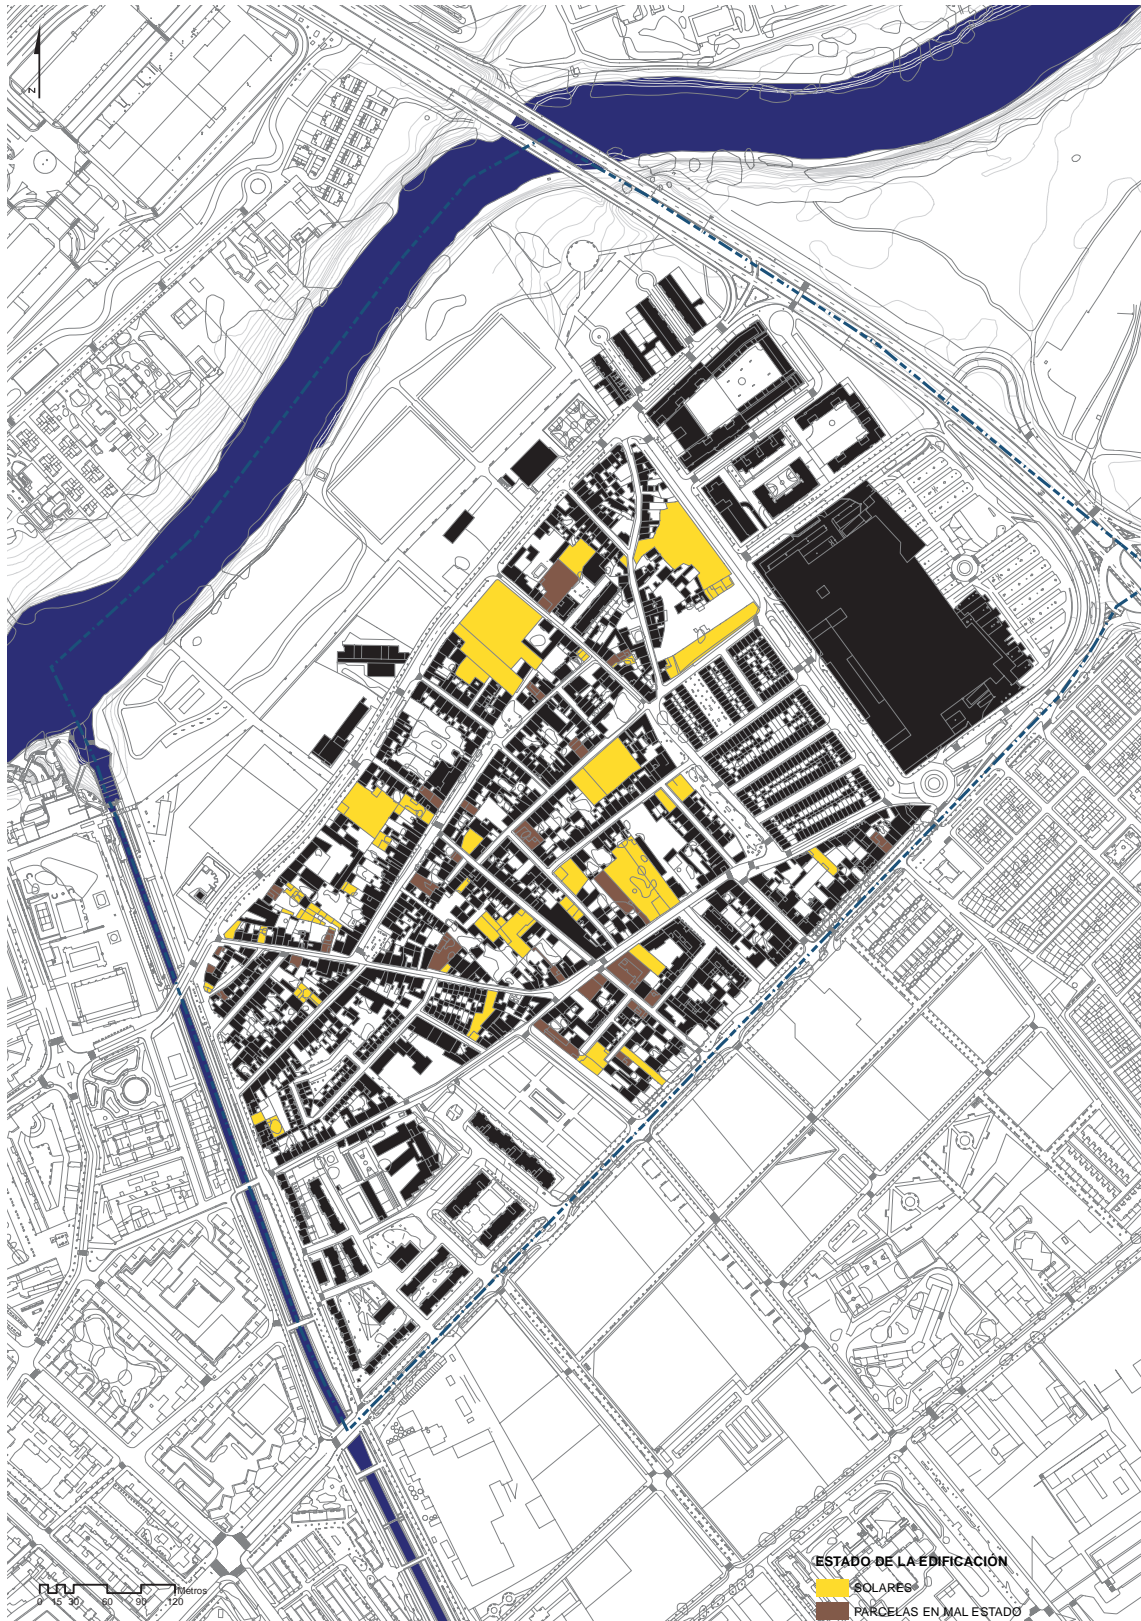 N
ESTADO DE LA EDIFICACIÓN
SOLARES
PARCELAS EN MAL ESTADO
Metros
0 15 30 60 90 120